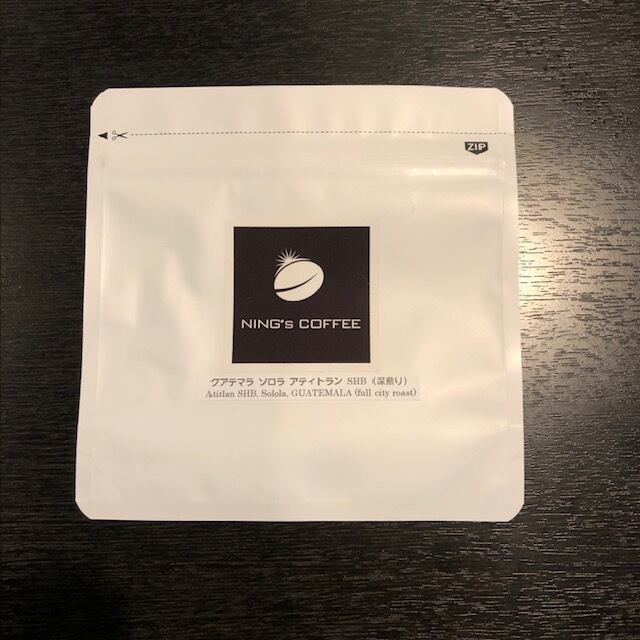 ZIP
NING's COFFEE
グアテマラ ソロラ アティトラン SHB (深煎り)
Atitlan SHB, Solola, GUATEMALA (full city roast)